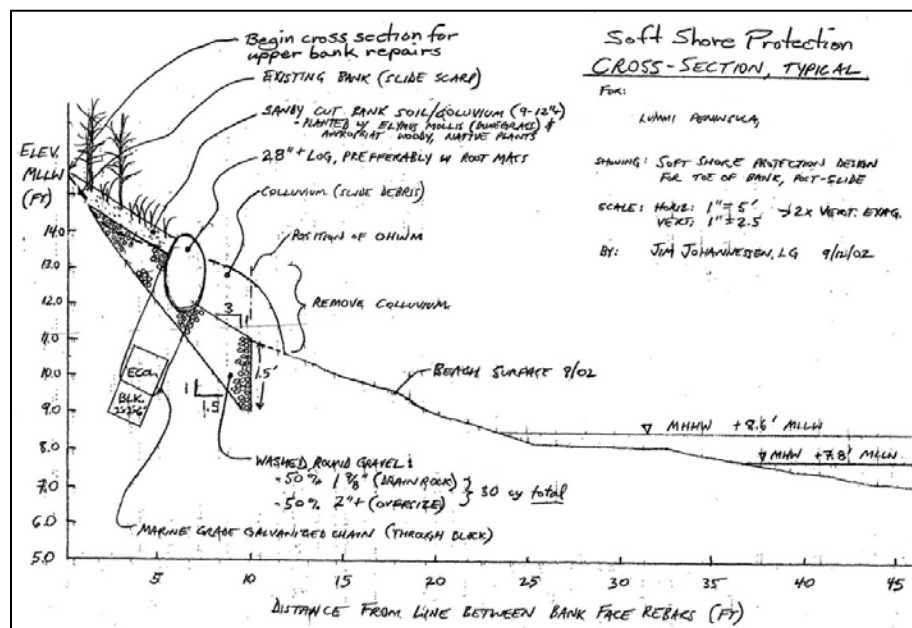 Begin cross section for
upper bank repairs
Soft Shore Protection
CROSS-SECTION, TYPICAL
FOR:
LUMMI PENINSULA,
SHOWING: SOFT SHORE PROTECTION DESIGN
FOR TOE OF BANK, POST-SLIDE
SCALE: HORIZ: 1" = 5' → 2x VERT. EXAG.
VERT: 1" = 2.5
BY: JIM JOHANNESSEN, LG 9/12/02
EXISTING BANK (SLIDE SCARP)
SANDY CUT BANK SOIL/COLUVIUM (9-12"+)
- PLANTED W/ ELYMUS MOLLIS (DUNEGRASS) &
APPROPRIAT WOODY, NATIVE PLANTS
28"+ LOG, PREFFERABLY W ROOT MASS
COLLUVIUM (SLIDE DEBRIS)
POSITION OF OHWM
REMOVE COLLUVIUM
ELEV.
MLLW
(FT)
14.0
13.0
12.0
11.0
10.0
9.0
8.0
7.0
6.0
5.0
3
1
1.5'
1
1.5
ECOL.
BLK.
2'x2'x6'
BEACH SURFACE 9/02
MHHW +8.6' MLLW
MHW +7.8' MLLW
WASHED ROUND GRAVEL:
- 50% 1 3/8" (DRAIN ROCK)
- 50% 2"+ (OVERSIZE)
30 cy total
MARINE GRADE GALVANIZED CHAIN (THROUGH BLOCK)
5 10 15 20 25 30 35 40 45
DISTANCE FROM LINE BETWEEN BANK FACE REBARS (FT)